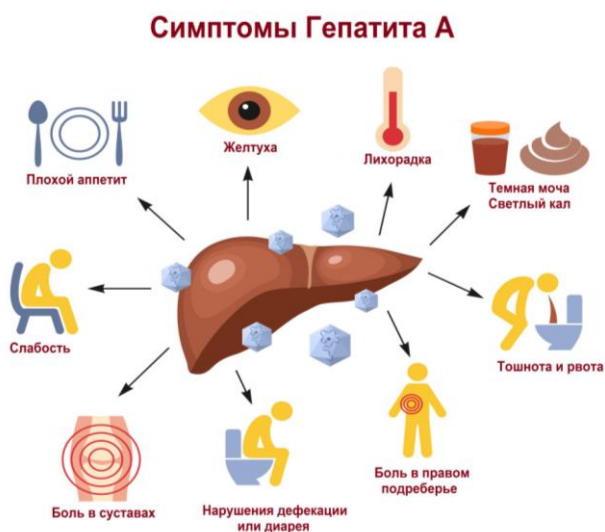 Симптомы Гепатита А
Желтуха
Лихорадка
Плохой аппетит
Темная моча
Светлый кал
Слабость
Тошнота и рвота
Боль в правом
подреберье
Боль в суставах
Нарушения дефекации
или диарея